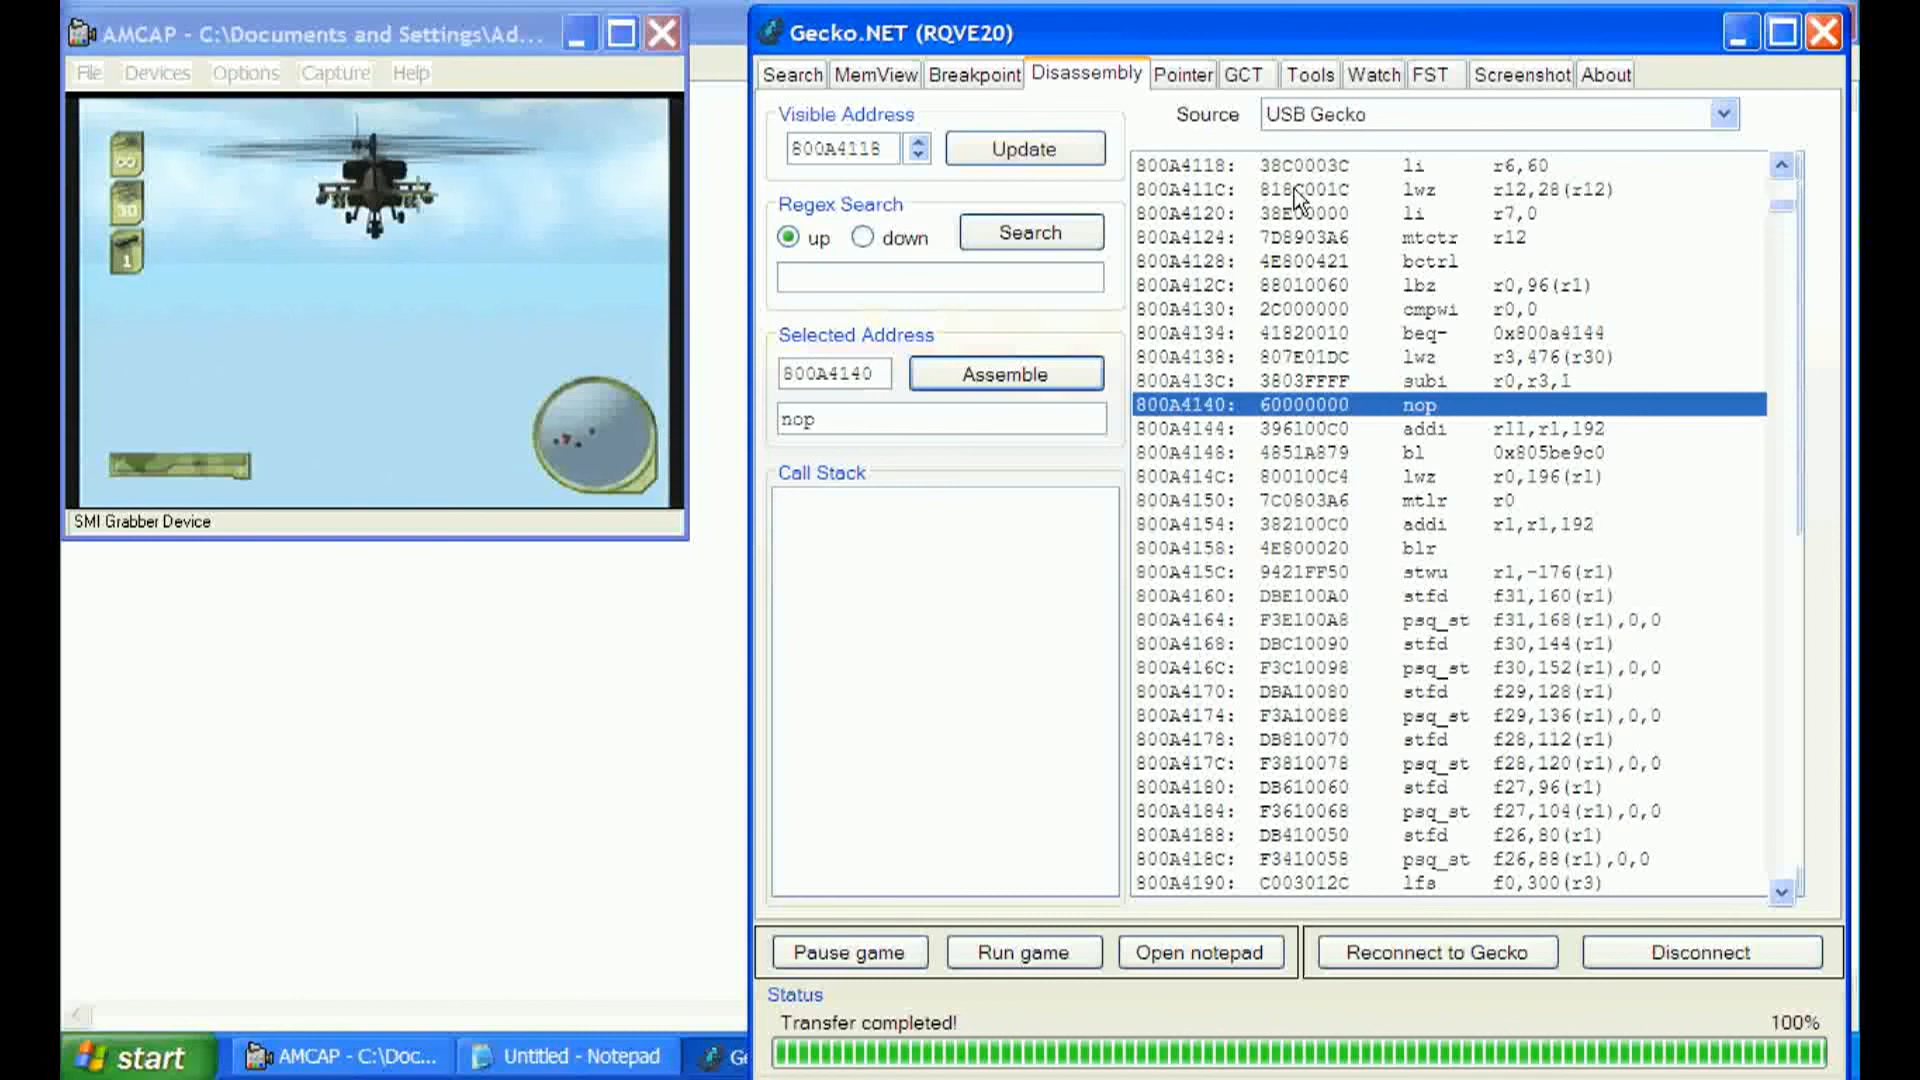 AMCAP - C:\Documents and Settings\Ad...
File Devices Options Capture Help
∞
30
1
SMI Grabber Device
Gecko.NET (RQVE20)
Search MemView Breakpoint Disassembly Pointer GCT Tools Watch FST Screenshot About
Visible Address
800A4118 Update
Regex Search
up down Search
Selected Address
800A4140 Assemble
nop
Call Stack
Source USB Gecko
800A4118: 38C0003C li r6,60
800A411C: 818C001C lwz r12,28(r12)
800A4120: 38E00000 li r7,0
800A4124: 7D8903A6 mtctr r12
800A4128: 4E800421 bctrl
800A412C: 88010060 lbz r0,96(r1)
800A4130: 2C000000 cmpwi r0,0
800A4134: 41820010 beq- 0x800a4144
800A4138: 807E01DC lwz r3,476(r30)
800A413C: 3803FFFF subi r0,r3,1
800A4140: 60000000 nop
800A4144: 396100C0 addi r11,r1,192
800A4148: 4851A879 bl 0x805be9c0
800A414C: 800100C4 lwz r0,196(r1)
800A4150: 7C0803A6 mtlr r0
800A4154: 382100C0 addi r1,r1,192
800A4158: 4E800020 blr
800A415C: 9421FF50 stwu r1,-176(r1)
800A4160: DBE100A0 stfd f31,160(r1)
800A4164: F3E100A8 psq_st f31,168(r1),0,0
800A4168: DBC10090 stfd f30,144(r1)
800A416C: F3C10098 psq_st f30,152(r1),0,0
800A4170: DBA10080 stfd f29,128(r1)
800A4174: F3A10088 psq_st f29,136(r1),0,0
800A4178: DB810070 stfd f28,112(r1)
800A417C: F3810078 psq_st f28,120(r1),0,0
800A4180: DB610060 stfd f27,96(r1)
800A4184: F3610068 psq_st f27,104(r1),0,0
800A4188: DB410050 stfd f26,80(r1)
800A418C: F3410058 psq_st f26,88(r1),0,0
800A4190: C003012C lfs f0,300(r3)
Pause game Run game Open notepad Reconnect to Gecko Disconnect
Status
Transfer completed! 100%
start AMCAP - C:\Doc... Untitled - Notepad Ge